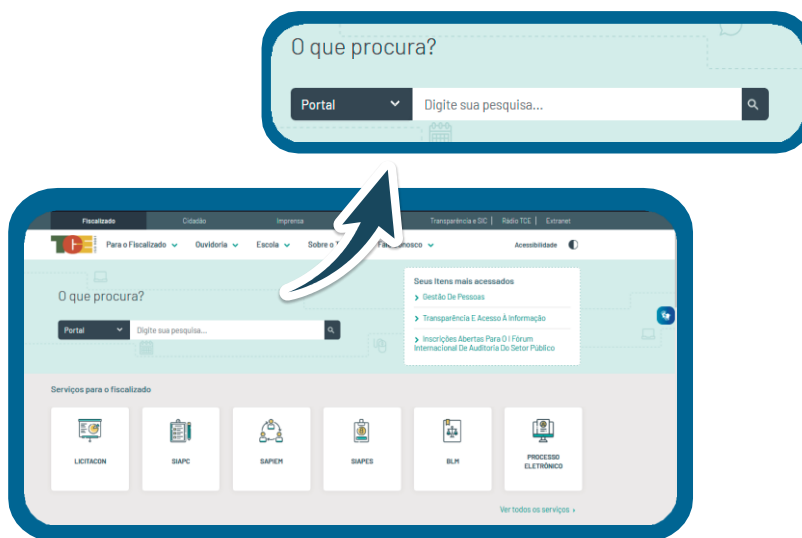 O que procura?
Portal
Digite sua pesquisa...
Fiscalizado
Cidadão
Imprensa
Transparência e SIC
Rádio TCE
Extranet
TCE
Para o Fiscalizado
Ouvidoria
Escola
Sobre o
Acessibilidade
O que procura?
Portal
Digite sua pesquisa...
Seus Itens mais acessados
Gestão De Pessoas
Transparência E Acesso À Informação
Inscrições Abertas Para O I Fórum
Internacional De Auditoria Do Setor Público
Serviços para o fiscalizado
LICITACON
SIAPC
SAPIEM
SIAPES
BLM
PROCESSO
ELETRÔNICO
Ver todos os serviços